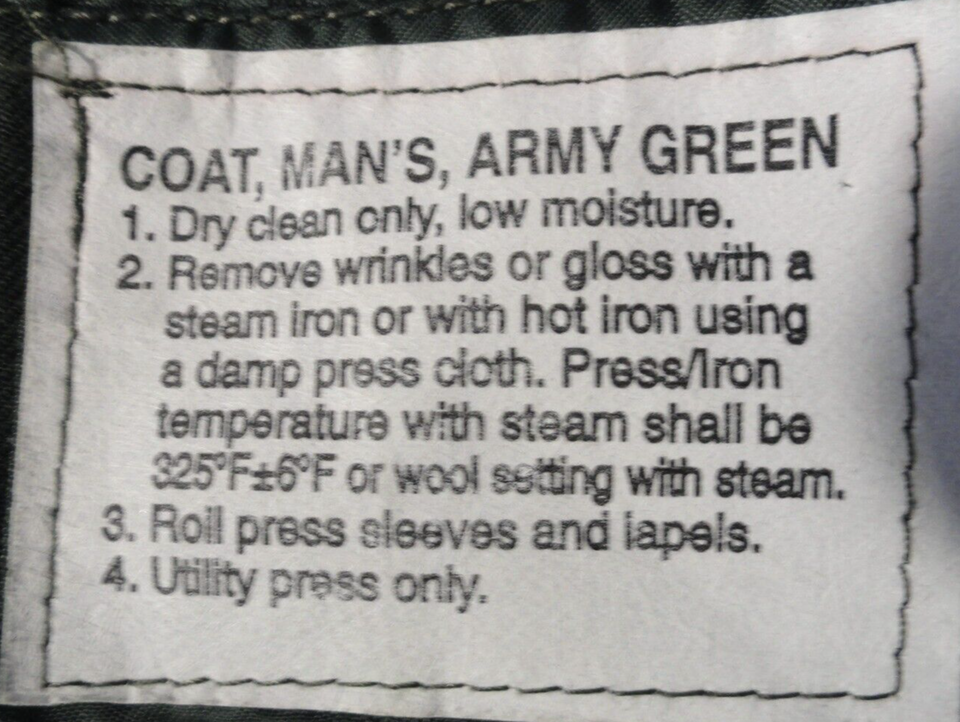 COAT, MAN'S, ARMY GREEN
1. Dry clean only, low moisture.
2. Remove wrinkles or gloss with a
steam iron or with hot iron using
a damp press cloth. Press/Iron
temperature with steam shall be
325°F±6°F or wool setting with steam.
3. Roll press sleeves and lapels.
4. Utility press only.